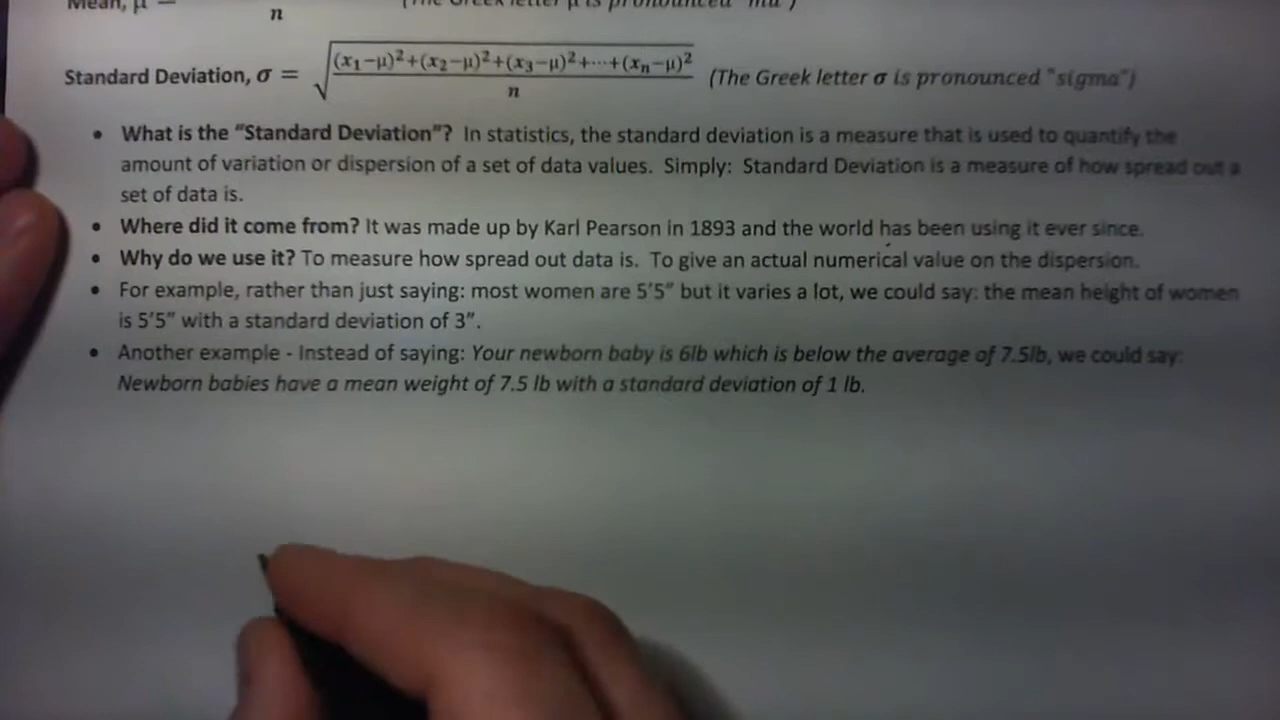 Mean, μ =
n
(The Greek letter μ is pronounced "mu")
Standard Deviation, σ = √((x₁−μ)²+(x₂−μ)²+(x₃−μ)²+⋯+(xₙ−μ)² / n) (The Greek letter σ is pronounced "sigma")
• What is the "Standard Deviation"? In statistics, the standard deviation is a measure that is used to quantify the
amount of variation or dispersion of a set of data values. Simply: Standard Deviation is a measure of how spread out a
set of data is.
• Where did it come from? It was made up by Karl Pearson in 1893 and the world has been using it ever since.
• Why do we use it? To measure how spread out data is. To give an actual numerical value on the dispersion.
• For example, rather than just saying: most women are 5'5" but it varies a lot, we could say: the mean height of women
is 5'5" with a standard deviation of 3".
• Another example - Instead of saying: Your newborn baby is 6lb which is below the average of 7.5lb, we could say:
Newborn babies have a mean weight of 7.5 lb with a standard deviation of 1 lb.